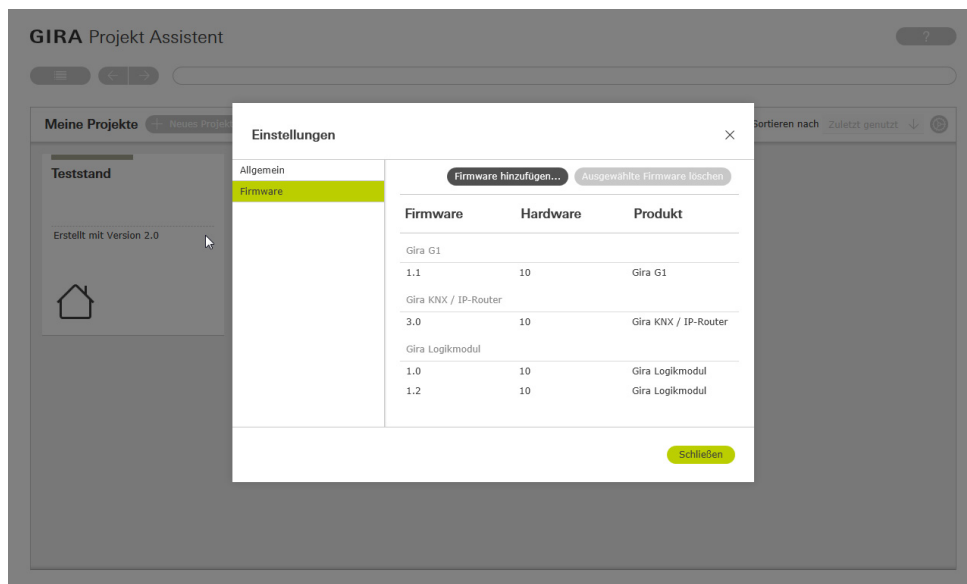 GIRA Projekt Assistent
?
Meine Projekte + Neues Projekt
Sortieren nach Zuletzt genutzt
Teststand
Erstellt mit Version 2.0
Einstellungen
Allgemein
Firmware
Firmware hinzufügen... Ausgewählte Firmware löschen
Firmware Hardware Produkt
Gira G1
1.1 10 Gira G1
Gira KNX / IP-Router
3.0 10 Gira KNX / IP-Router
Gira Logikmodul
1.0 10 Gira Logikmodul
1.2 10 Gira Logikmodul
Schließen